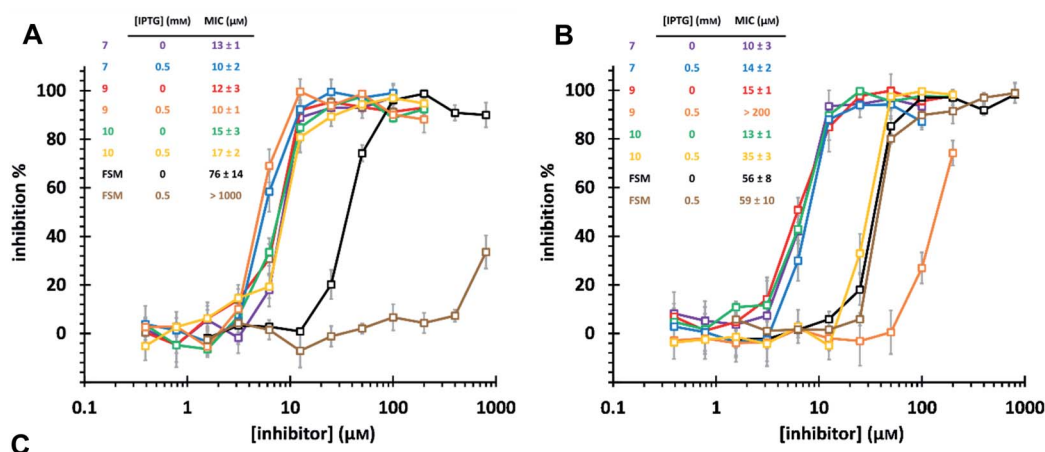 A
[IPTG] (mM) MIC (µM)
7 0 13 ± 1
7 0.5 10 ± 2
9 0 12 ± 3
9 0.5 10 ± 1
10 0 15 ± 3
10 0.5 17 ± 2
FSM 0 76 ± 14
FSM 0.5 > 1000
inhibition %
100
80
60
40
20
0
0.1 1 10 100 1000
[inhibitor] (µM)
B
[IPTG] (mM) MIC (µM)
7 0 10 ± 3
7 0.5 14 ± 2
9 0 15 ± 1
9 0.5 > 200
10 0 13 ± 1
10 0.5 35 ± 3
FSM 0 56 ± 8
FSM 0.5 59 ± 10
inhibition %
100
80
60
40
20
0
0.1 1 10 100 1000
[inhibitor] (µM)
C